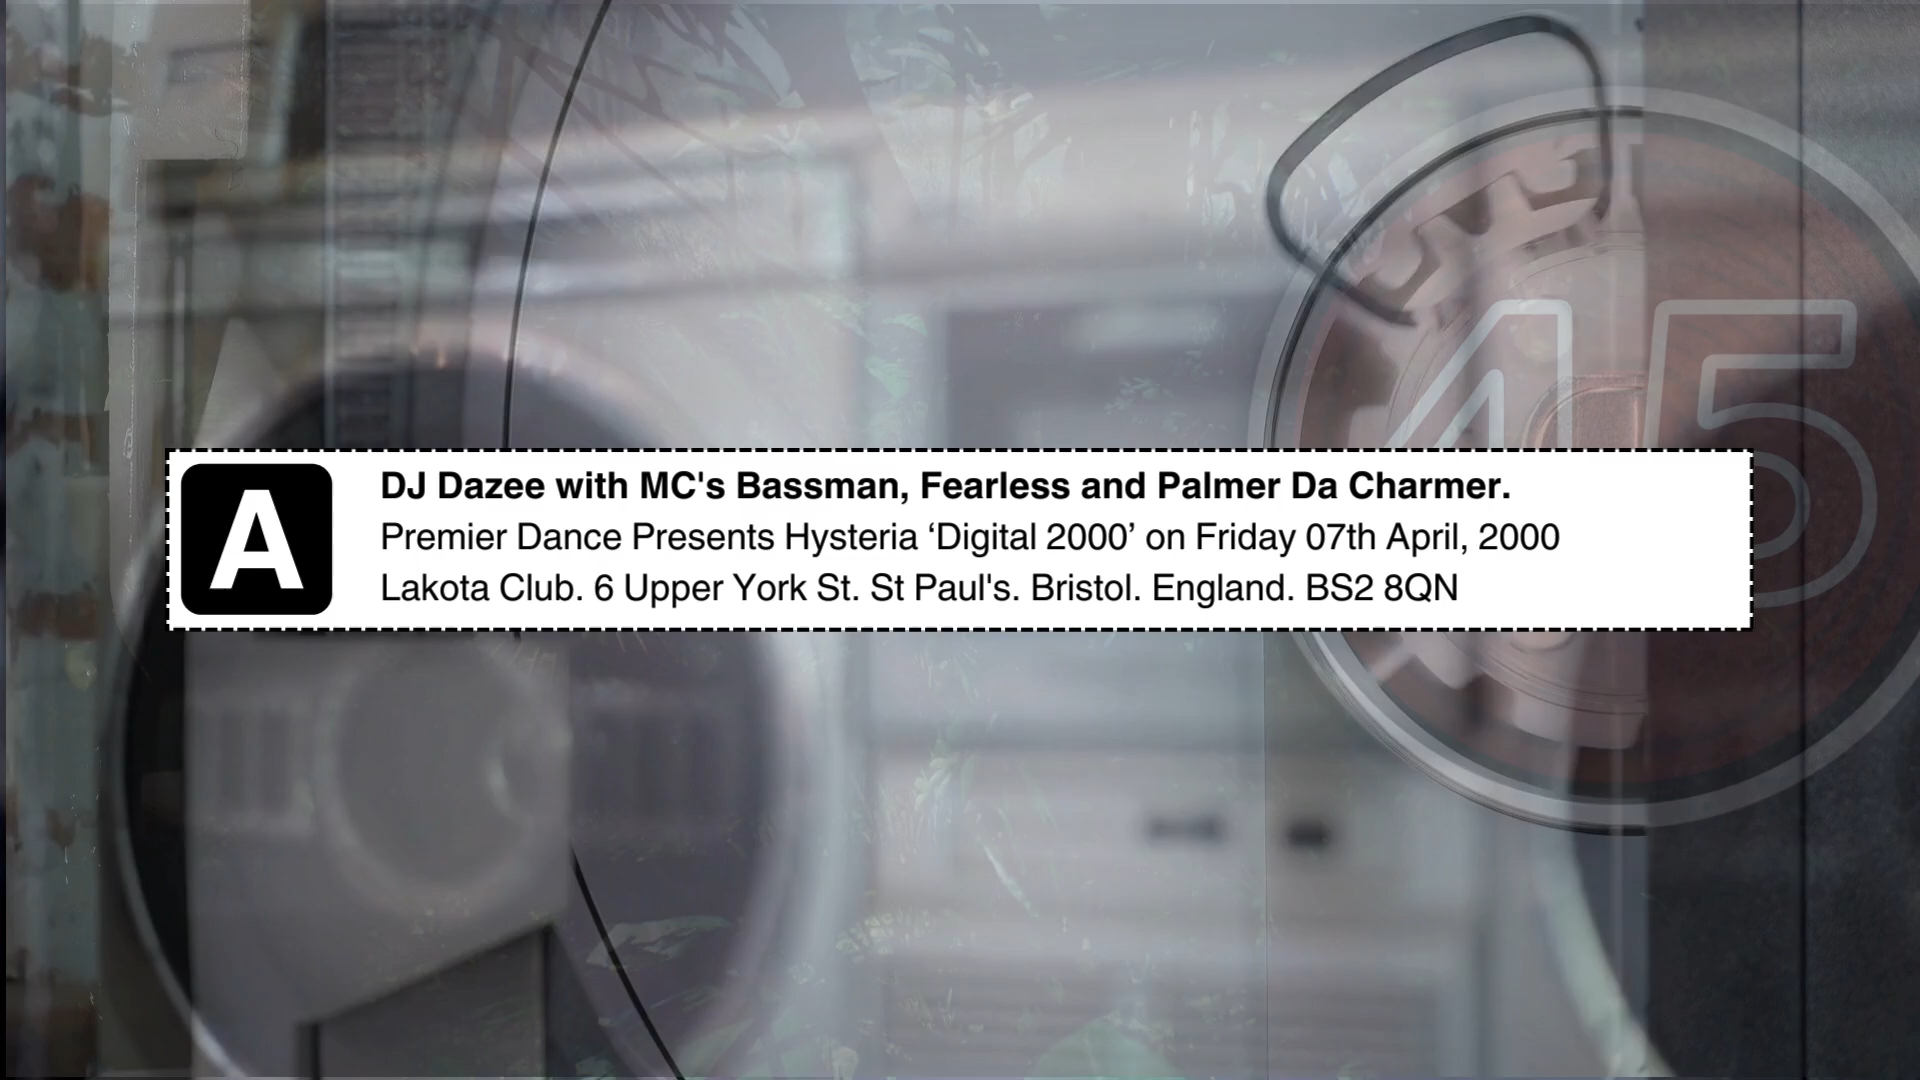 45
A
DJ Dazee with MC's Bassman, Fearless and Palmer Da Charmer.
Premier Dance Presents Hysteria ‘Digital 2000’ on Friday 07th April, 2000
Lakota Club. 6 Upper York St. St Paul's. Bristol. England. BS2 8QN